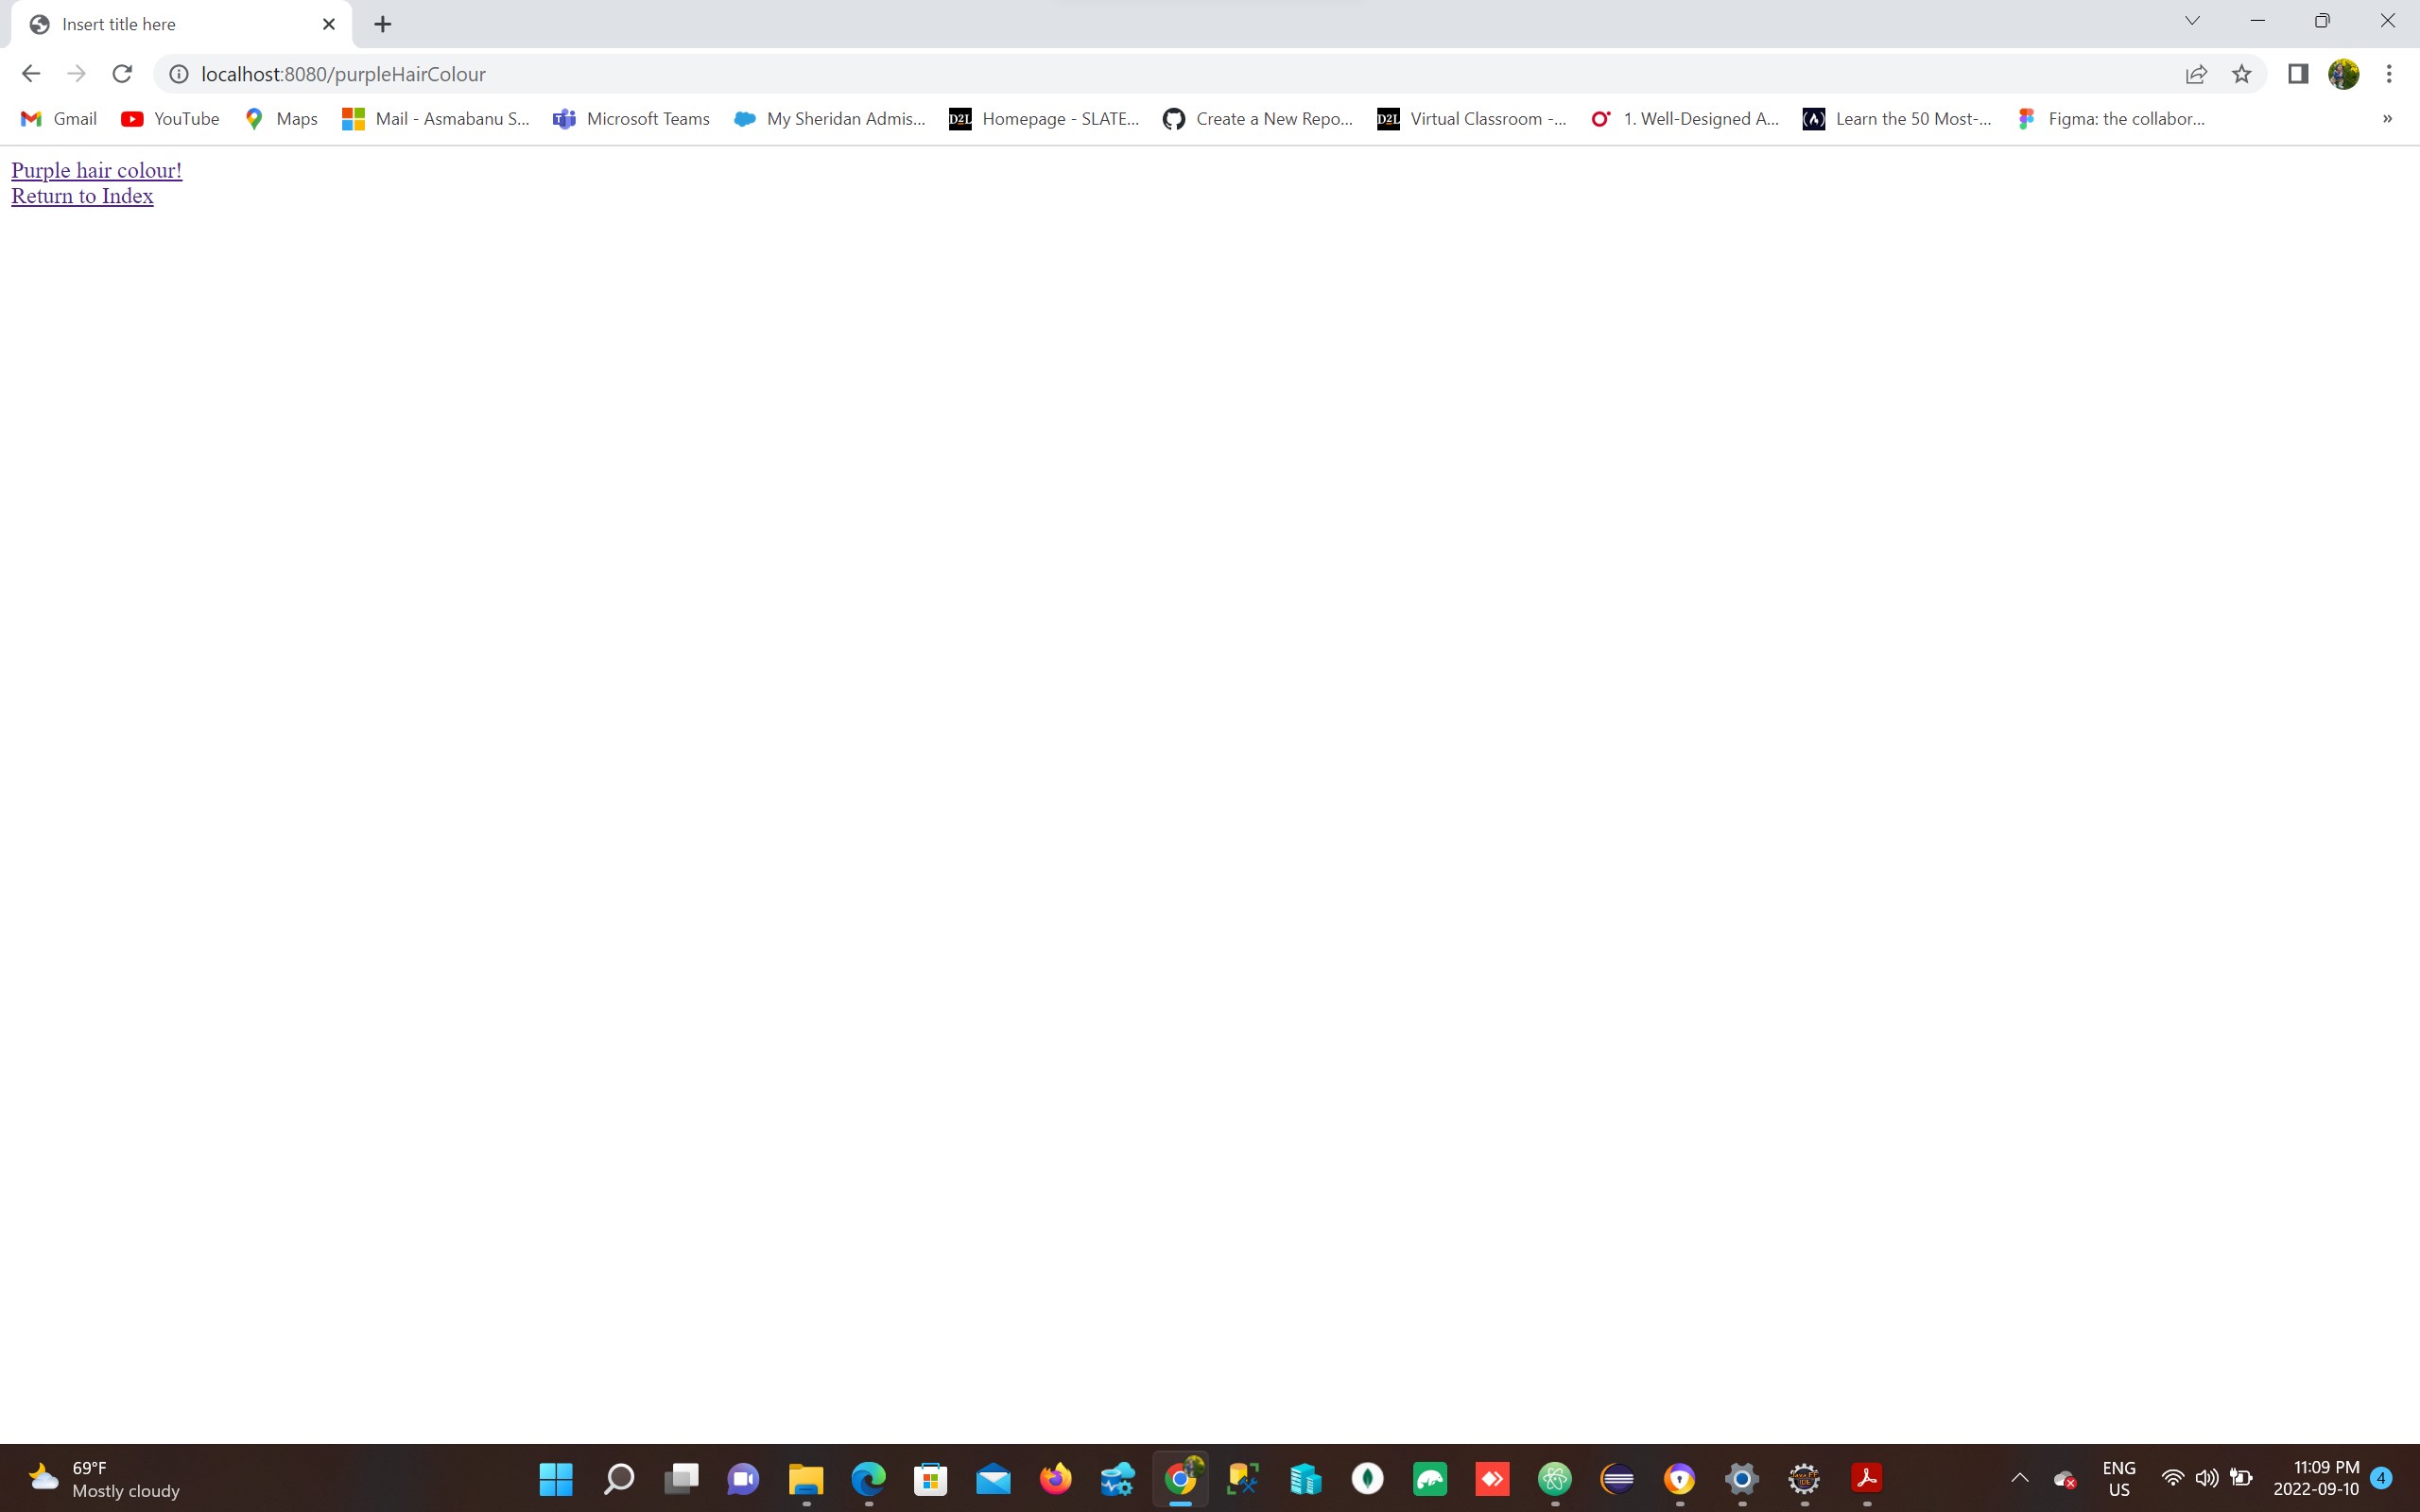 Insert title here
localhost:8080/purpleHairColour
Gmail YouTube Maps Mail - Asmabanu S... Microsoft Teams My Sheridan Admis... D2L Homepage - SLATE... Create a New Repo... D2L Virtual Classroom -... 1. Well-Designed A... Learn the 50 Most-... Figma: the collabor... »
Purple hair colour!
Return to Index
69°F
Mostly cloudy
ENG
US
11:09 PM
2022-09-10
4